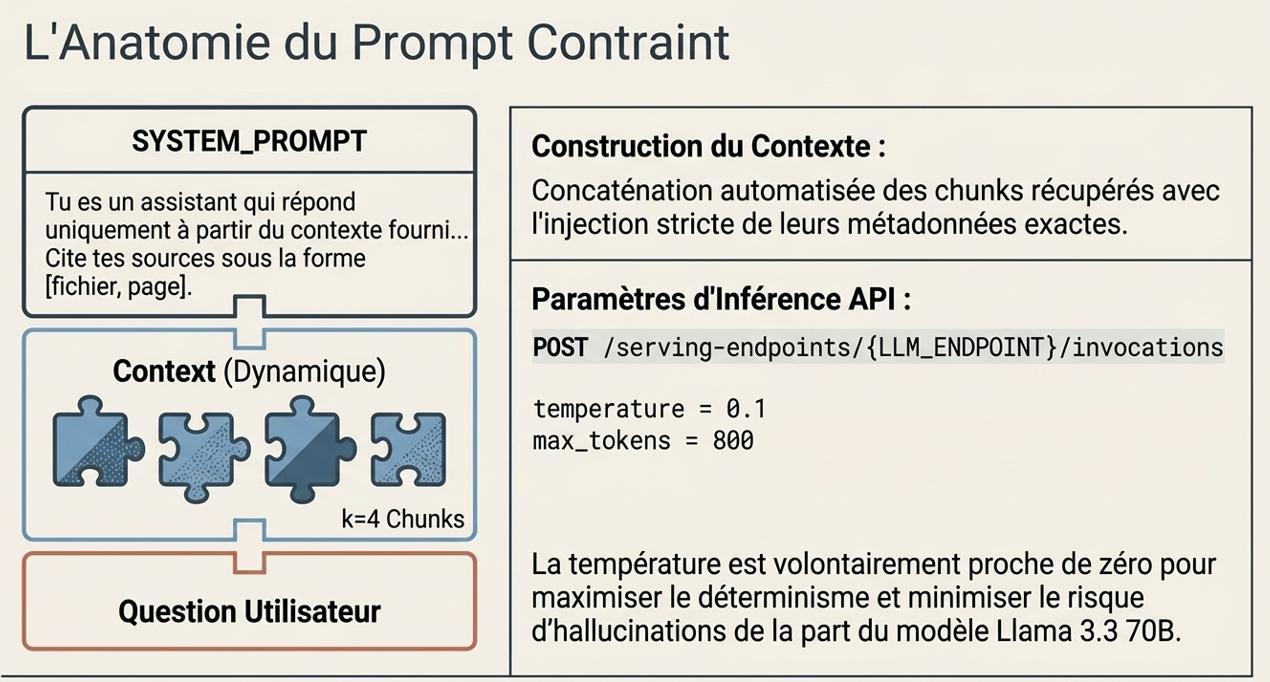 L'Anatomie du Prompt Contraint
SYSTEM_PROMPT
Tu es un assistant qui répond
uniquement à partir du contexte fourni...
Cite tes sources sous la forme
[fichier, page].
Context (Dynamique)
k=4 Chunks
Question Utilisateur
Construction du Contexte :
Concaténation automatisée des chunks récupérés avec
l'injection stricte de leurs métadonnées exactes.
Paramètres d'Inférence API :
POST /serving-endpoints/{LLM_ENDPOINT}/invocations
temperature = 0.1
max_tokens = 800
La température est volontairement proche de zéro pour
maximiser le déterminisme et minimiser le risque
d’hallucinations de la part du modèle Llama 3.3 70B.